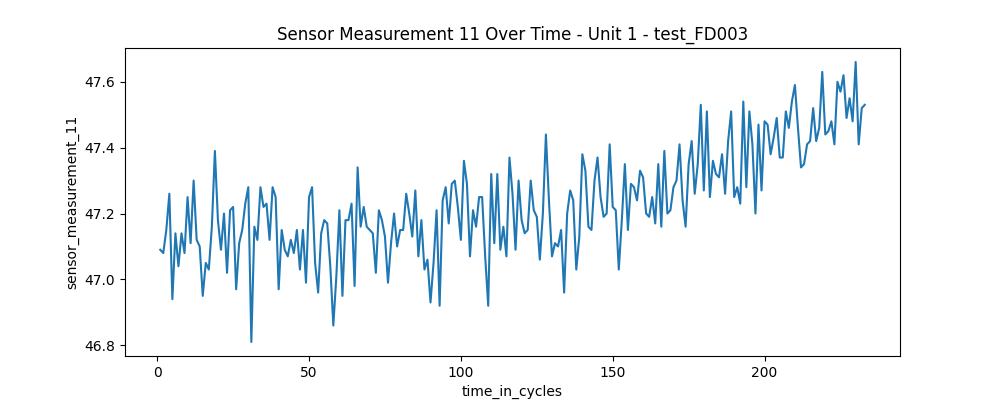 Sensor Measurement 11 Over Time - Unit 1 - test_FD003
47.6
47.4
47.2
47.0
46.8
sensor_measurement_11
0 50 100 150 200
time_in_cycles